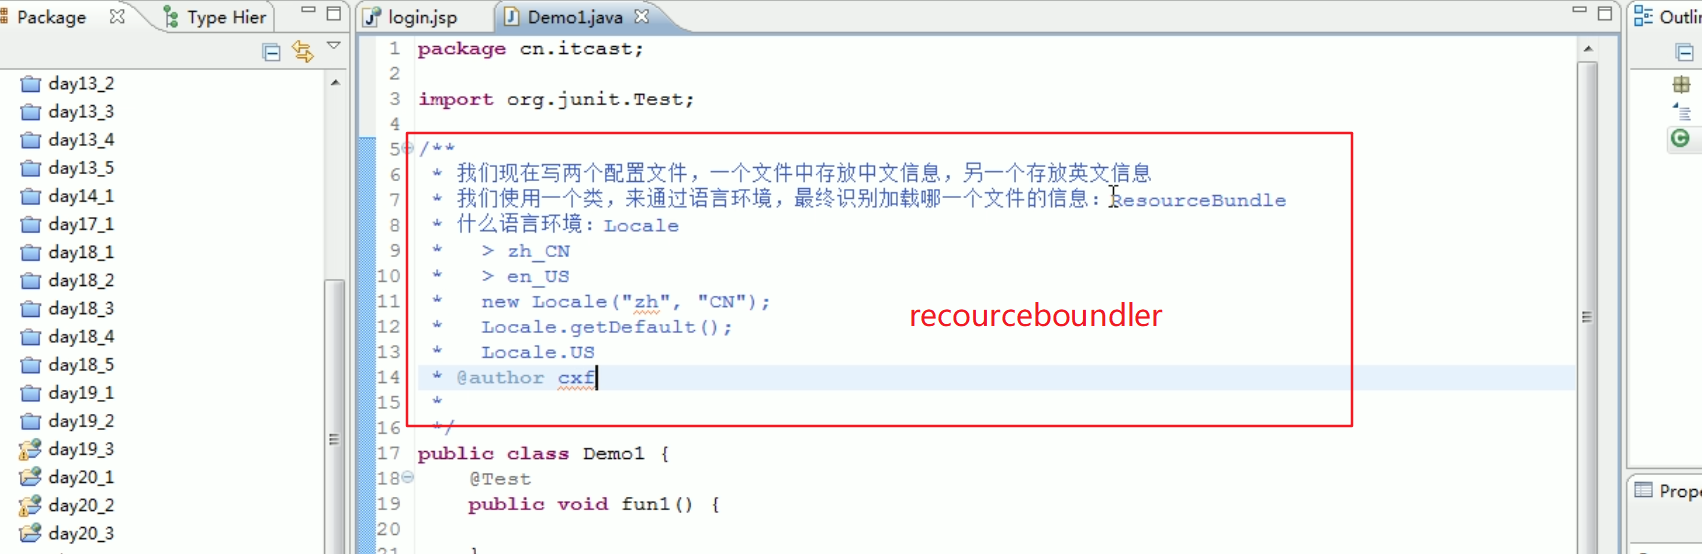 Package
Type Hier
login.jsp
Demo1.java
day13_2
day13_3
day13_4
day13_5
day14_1
day17_1
day18_1
day18_2
day18_3
day18_4
day18_5
day19_1
day19_2
day19_3
day20_1
day20_2
day20_3
1 package cn.itcast;
2
3 import org.junit.Test;
4
5 /**
6 * 我们现在写两个配置文件，一个文件中存放中文信息，另一个存放英文信息
7 * 我们使用一个类，来通过语言环境，最终识别加载哪一个文件的信息：ResourceBundle
8 * 什么语言环境：Locale
9 * > zh_CN
10 * > en_US
11 * new Locale("zh", "CN");
12 * Locale.getDefault();
13 * Locale.US
14 * @author cxf
15 *
16 */
17 public class Demo1 {
18 @Test
19 public void fun1() {
20
21 }
recourceboundler
Outlin
Prope